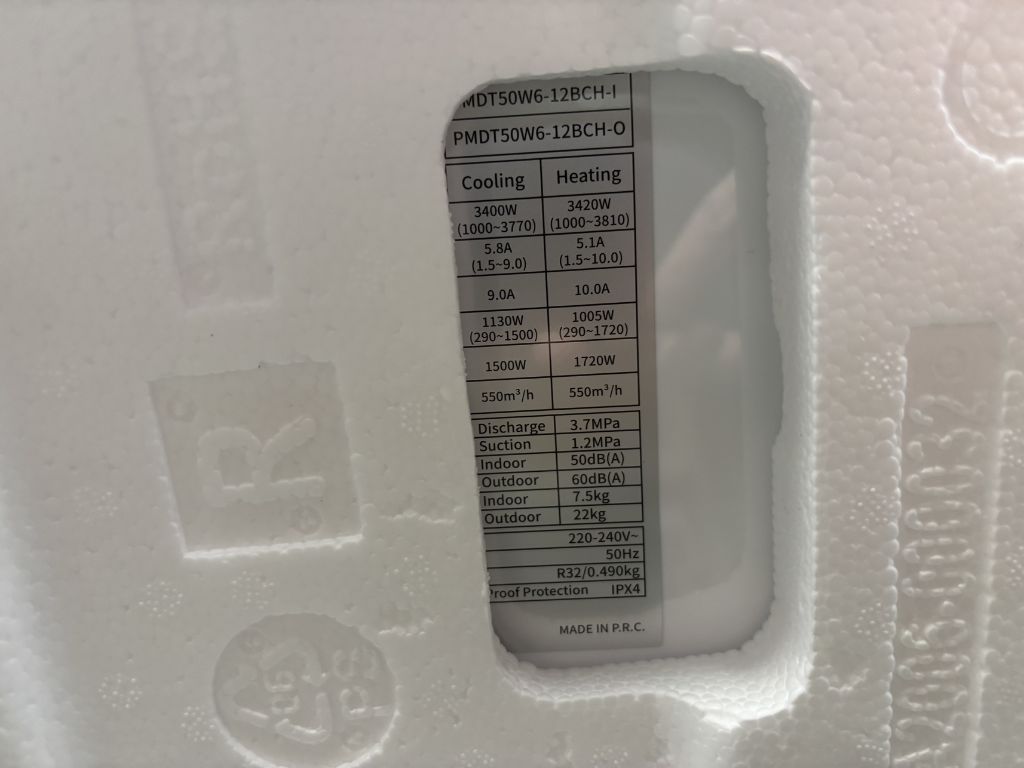 MDT50W6-12BCH-I
PMDT50W6-12BCH-O
Cooling Heating
3400W 3420W
(1000~3770) (1000~3810)
5.8A 5.1A
(1.5~9.0) (1.5~10.0)
9.0A 10.0A
1130W 1005W
(290~1500) (290~1720)
1500W 1720W
550m³/h 550m³/h
Discharge 3.7MPa
Suction 1.2MPa
Indoor 50dB(A)
Outdoor 60dB(A)
Indoor 7.5kg
Outdoor 22kg
220-240V~
50Hz
R32/0.490kg
Proof Protection IPX4
MADE IN P.R.C.
R
EPS